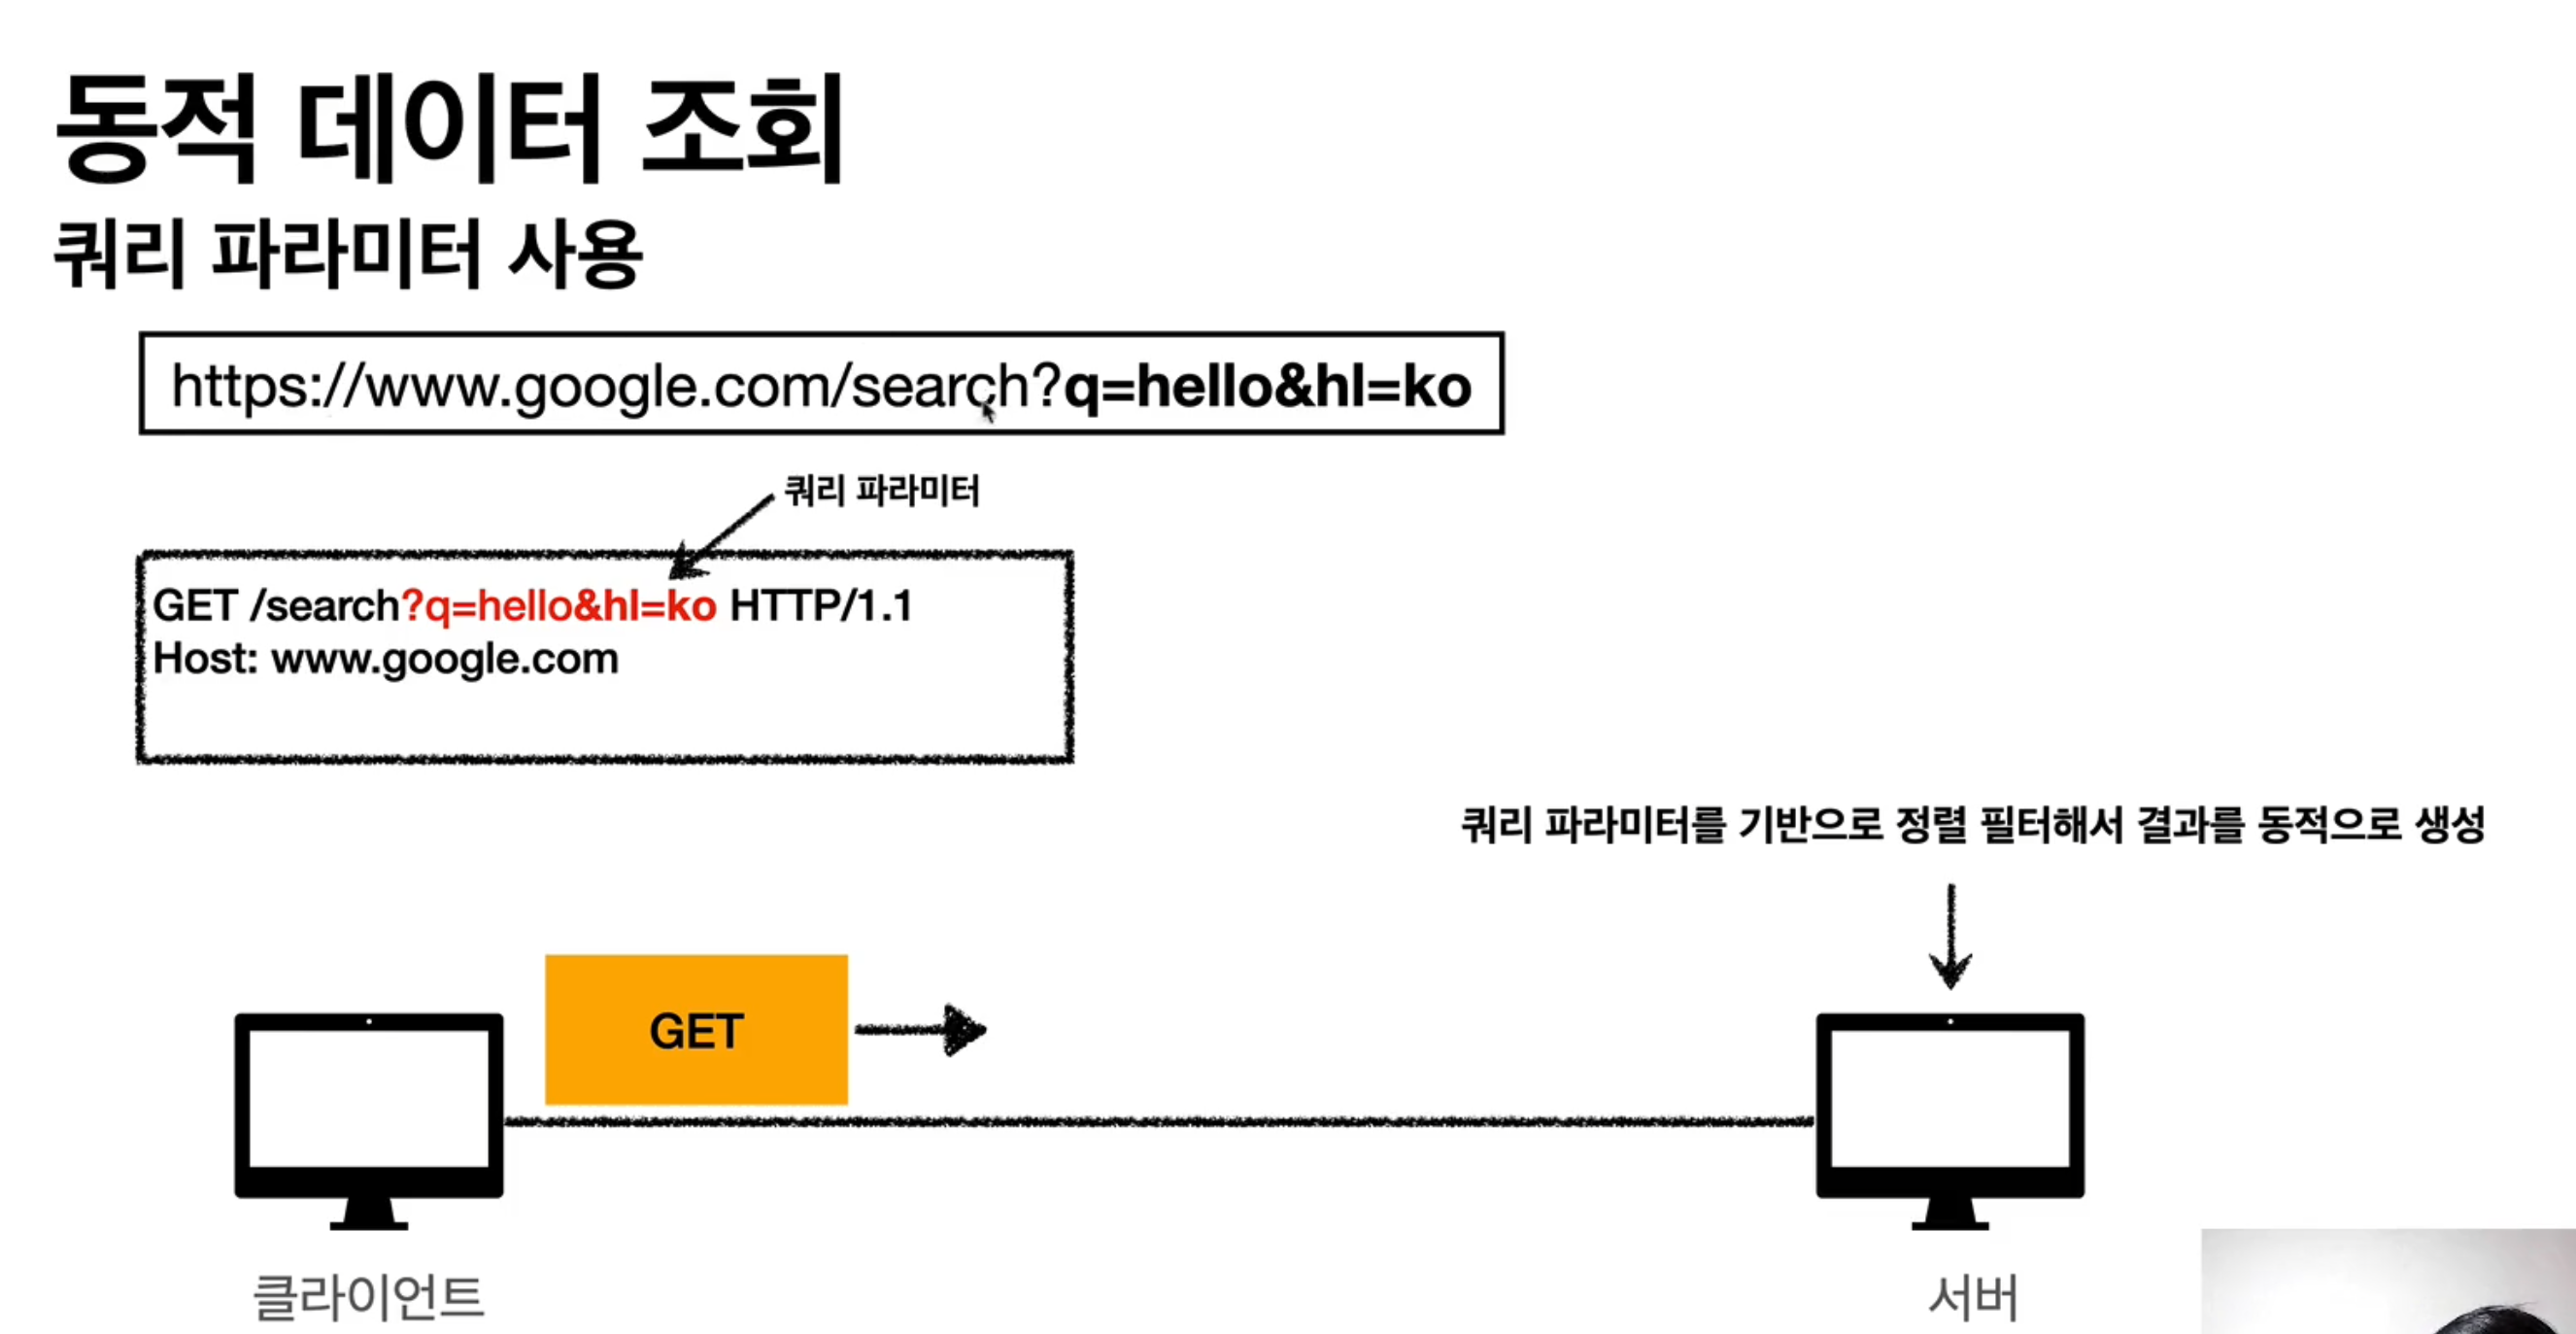 동적 데이터 조회
쿼리 파라미터 사용
https://www.google.com/search?q=hello&hl=ko
쿼리 파라미터
GET /search?q=hello&hl=ko HTTP/1.1
Host: www.google.com
쿼리 파라미터를 기반으로 정렬 필터해서 결과를 동적으로 생성
GET
클라이언트
서버